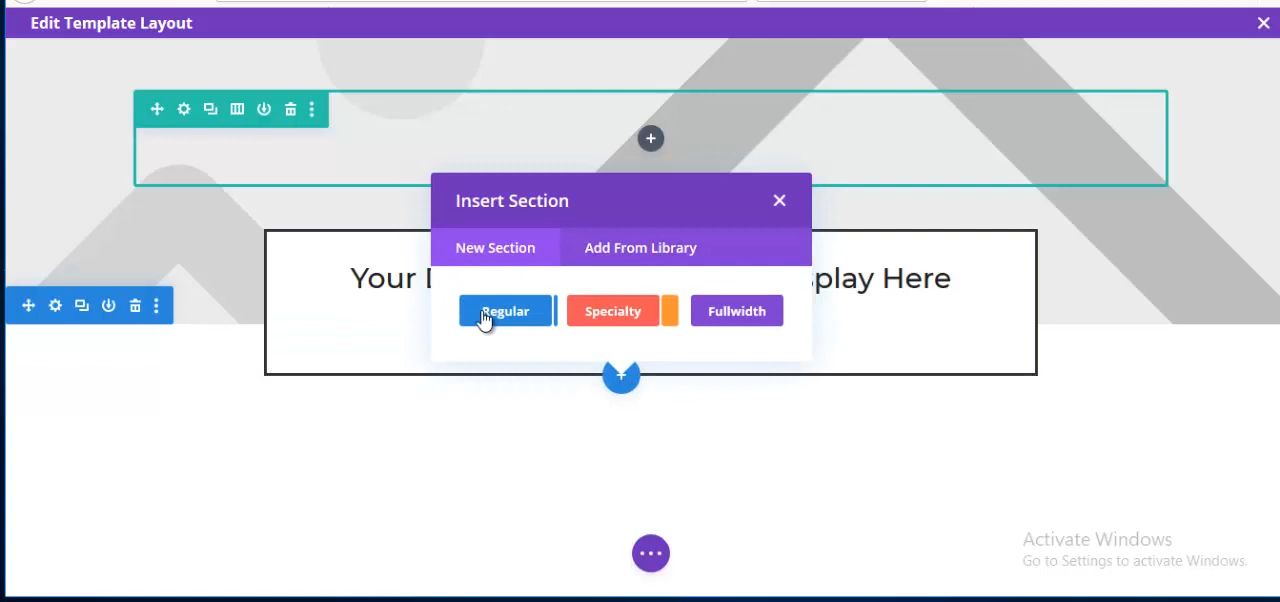 Edit Template Layout
Insert Section
New Section
Add From Library
Your
play Here
Regular
Specialty
Fullwidth
Activate Windows
Go to Settings to activate Windows.